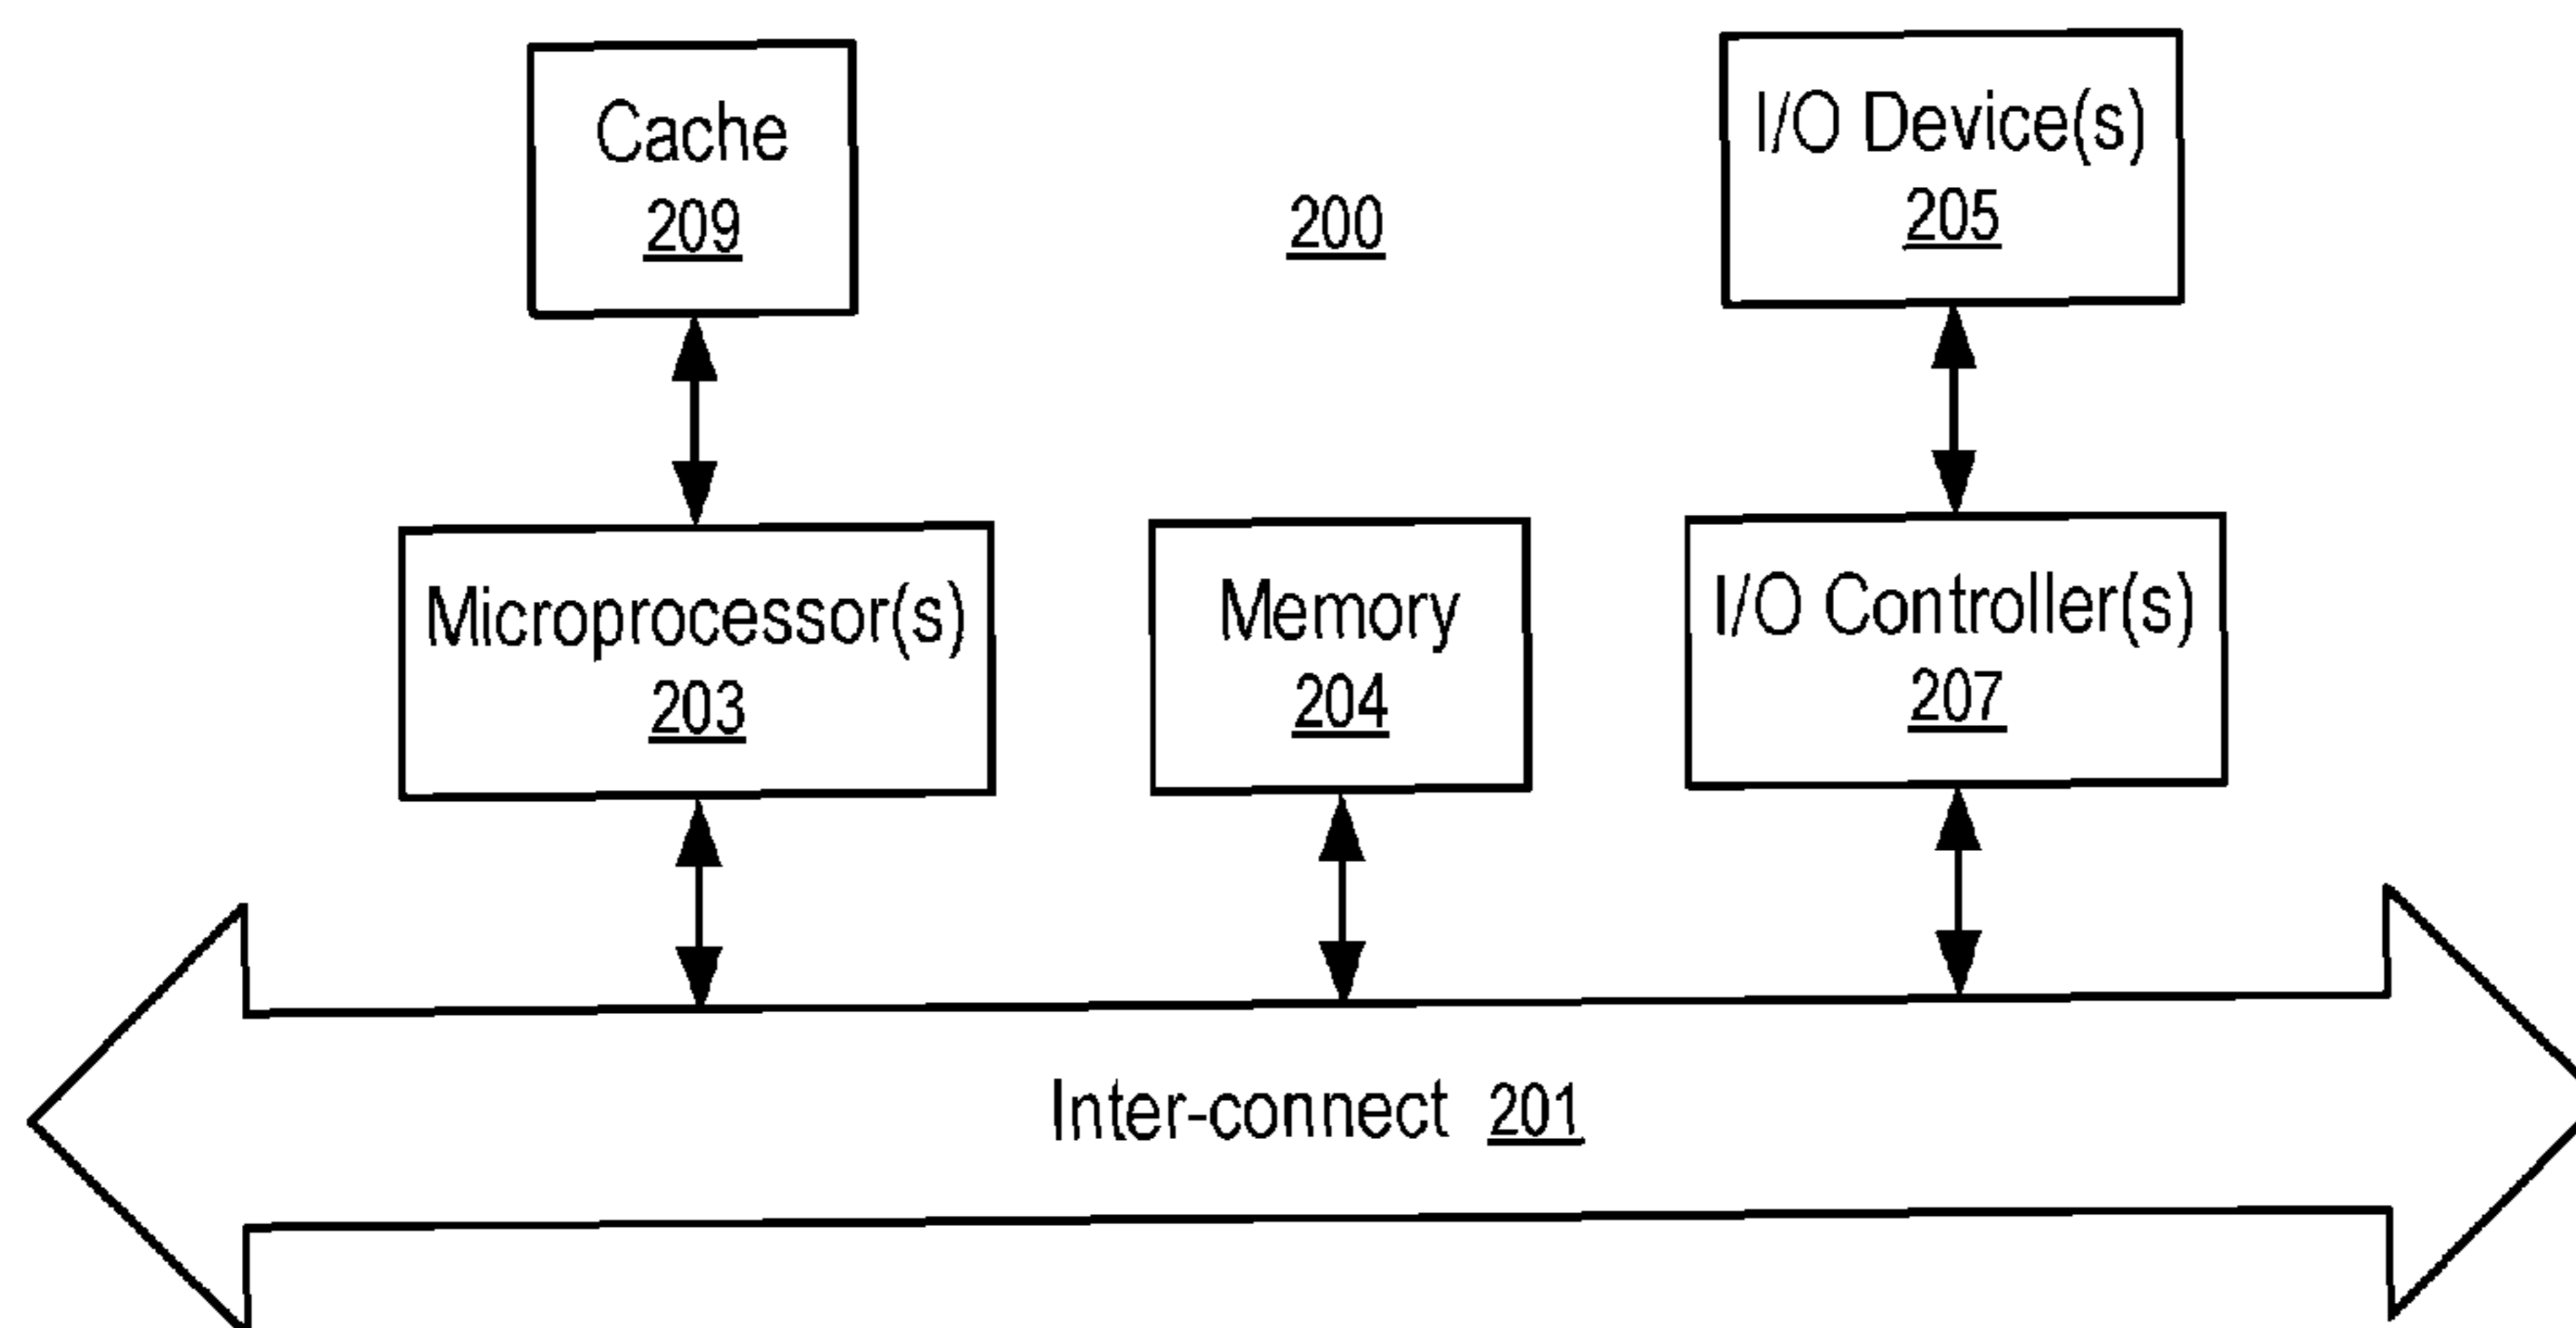 Cache
209
200
I/O Device(s)
205
Microprocessor(s)
203
Memory
204
I/O Controller(s)
207
Inter-connect 201